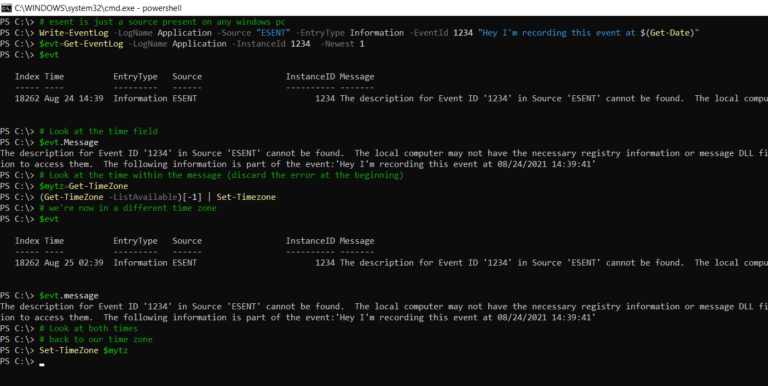 C:\WINDOWS\system32\cmd.exe - powershell
PS C:\> # esent is just a source present on any windows pc
PS C:\> Write-EventLog -LogName Application -Source "ESENT" -EntryType Information -EventId 1234 "Hey I'm recording this event at $(Get-Date)"
PS C:\> $evt=Get-EventLog -LogName Application -InstanceId 1234  -Newest 1
PS C:\> $evt
Index Time          EntryType   Source                 InstanceID Message
----- ----          ---------   ------                 ---------- -------
18262 Aug 24 14:39  Information ESENT                        1234 The description for Event ID '1234' in Source 'ESENT' cannot be found.  The local compu
PS C:\> # Look at the time field
PS C:\> $evt.Message
The description for Event ID '1234' in Source 'ESENT' cannot be found.  The local computer may not have the necessary registry information or message DLL fi
ion to access them.  The following information is part of the event:'Hey I'm recording this event at 08/24/2021 14:39:41'
PS C:\> # Look at the time within the message (discard the error at the beginning)
PS C:\> $mytz=Get-TimeZone
PS C:\> (Get-TimeZone -ListAvailable)[-1] | Set-Timezone
PS C:\> # we're now in a different time zone
PS C:\> $evt
Index Time          EntryType   Source                 InstanceID Message
----- ----          ---------   ------                 ---------- -------
18262 Aug 25 02:39  Information ESENT                        1234 The description for Event ID '1234' in Source 'ESENT' cannot be found.  The local compu
PS C:\> $evt.message
The description for Event ID '1234' in Source 'ESENT' cannot be found.  The local computer may not have the necessary registry information or message DLL fi
ion to access them.  The following information is part of the event:'Hey I'm recording this event at 08/24/2021 14:39:41'
PS C:\> # Look at both times
PS C:\> # back to our time zone
PS C:\> Set-TimeZone $mytz
PS C:\>